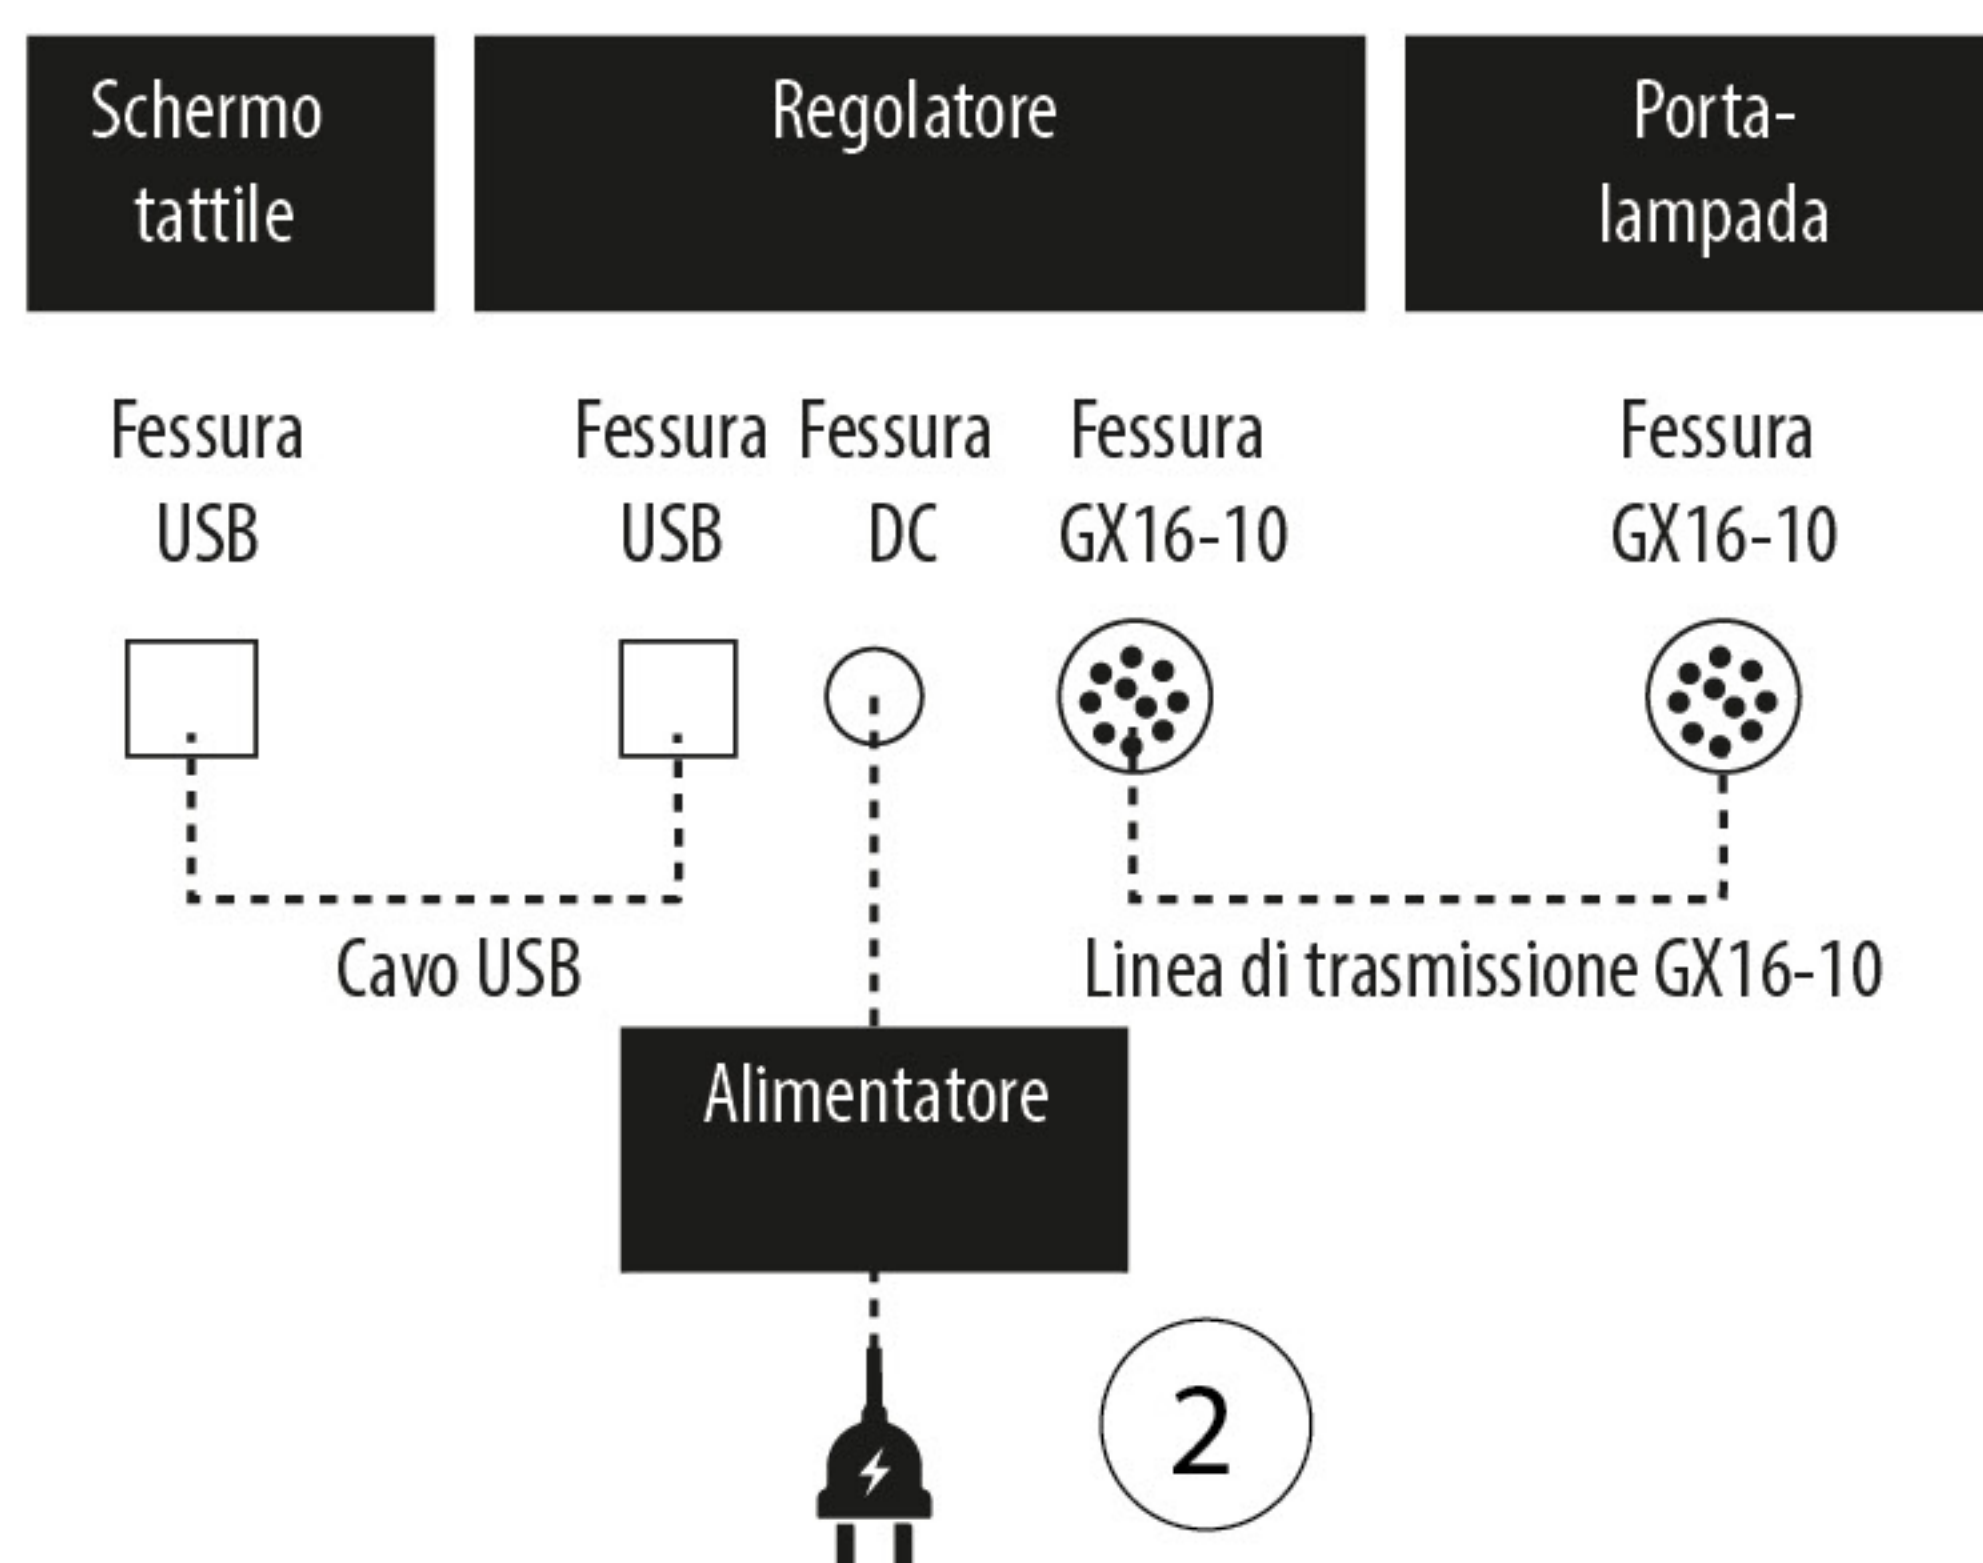 Schermo
tattile
Regolatore
Porta-
lampada
Fessura
USB
Fessura
USB
Fessura
DC
Fessura
GX16-10
Fessura
GX16-10
Cavo USB
Linea di trasmissione GX16-10
Alimentatore
2